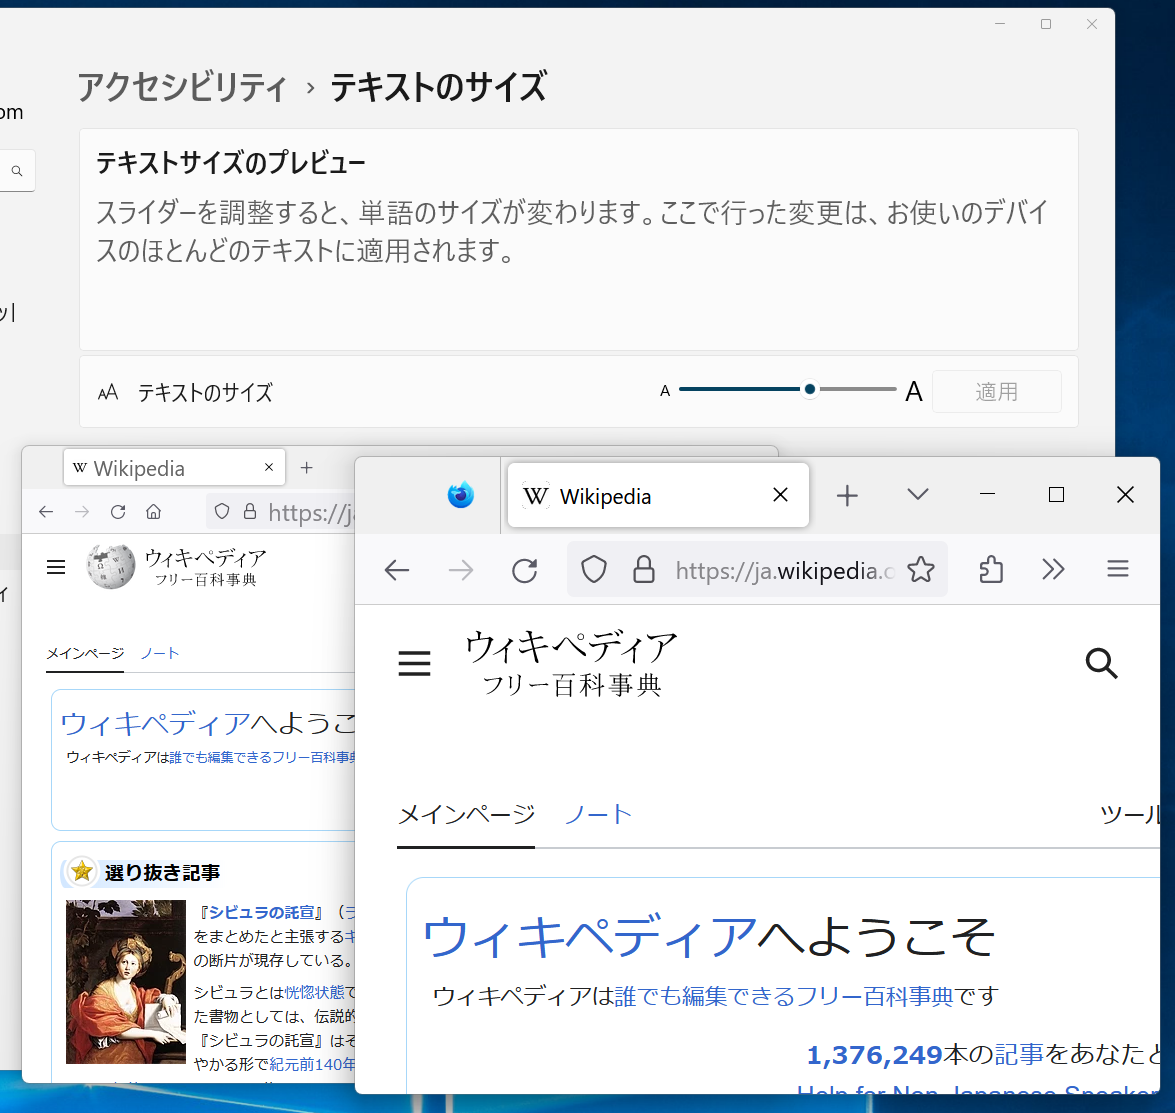 アクセシビリティ › テキストのサイズ
om
テキストサイズのプレビュー
スライダーを調整すると、単語のサイズが変わります。ここで行った変更は、お使いのデバイ
スのほとんどのテキストに適用されます。
テキストのサイズ
A A 適用
W Wikipedia
https://ja
ウィキペディア
フリー百科事典
メインページ ノート
ウィキペディアへようこ
ウィキペディアは誰でも編集できるフリー百科事典
選り抜き記事
『シビュラの託宣』（ラ
をまとめたと主張するキ
の断片が現存している。
シビュラとは恍惚状態で
た書物としては、伝説的
『シビュラの託宣』はそ
やかる形で紀元前140年
W Wikipedia
https://ja.wikipedia.o
ウィキペディア
フリー百科事典
メインページ ノート ツール
ウィキペディアへようこそ
ウィキペディアは誰でも編集できるフリー百科事典です
1,376,249本の記事をあなたと
Help for Non-Japanese Speaker